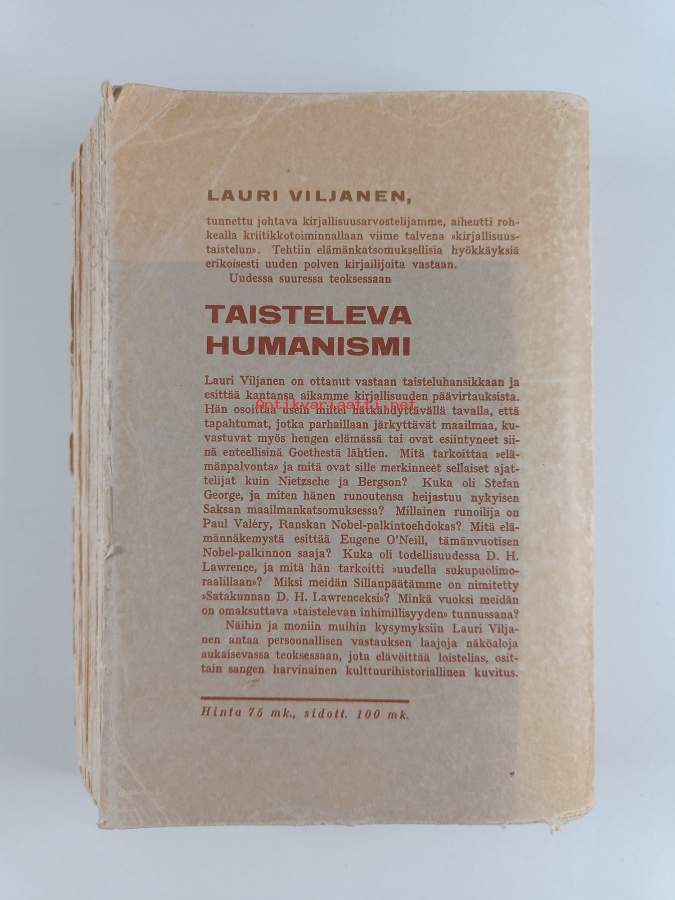 LAURI VILJANEN,
tunnettu johtava kirjallisuusarvostelijamme, aiheutti roh-
kealla kriitikkotoiminnallaan viime talvena »kirjallisuus-
taistelun». Tehtiin elämänkatsomuksellisia hyökkäyksiä
erikoisesti uuden polven kirjailijoita vastaan.
Uudessa suuressa teoksessaan
TAISTELEVA
HUMANISMI
Lauri Viljanen on ottanut vastaan taisteluhansikkaan ja
esittää kantansa aikamme kirjallisuuden päävirtauksista.
Antikvariaatti.net
Hän osoittaa usein miltei hätkähdyttävällä tavalla, että
tapahtumat, jotka parhaillaan järkyttävät maailmaa, ku-
vastuvat myös hengen elämässä tai ovat esiintyneet sii-
nä enteellisinä Goethestä lähtien. Mitä tarkoittaa »elä-
mänpalvonta» ja mitä ovat sille merkinneet sellaiset ajat-
telijat kuin Nietzsche ja Bergson? Kuka oli Stefan
George, ja miten hänen runoutensa heijastuu nykyisen
Saksan maailmankatsomuksessa? Millainen runoilija on
Paul Valéry, Ranskan Nobel-palkintoehdokas? Mitä elä-
männäkemystä esittää Eugene O'Neill, tämänvuotisen
Nobel-palkinnon saaja? Kuka oli todellisuudessa D. H.
Lawrence, ja mitä hän tarkoitti »uudella sukupuolimo-
raalillaan»? Miksi meidän Sillanpäätämme on nimitetty
»Satakunnan D. H. Lawrenceksi»? Minkä vuoksi meidän
on omaksuttava »taistelevan inhimillisyyden» tunnussana?
Näihin ja moniin muihin kysymyksiin Lauri Vilja-
nen antaa persoonallisen vastauksen laajoja näköaloja
aukaisevassa teoksessaan, jota elävöittää loistelias, osit-
tain sangen harvinainen kulttuurihistoriallinen kuvitus.
Hinta 75 mk., sidott. 100 mk.